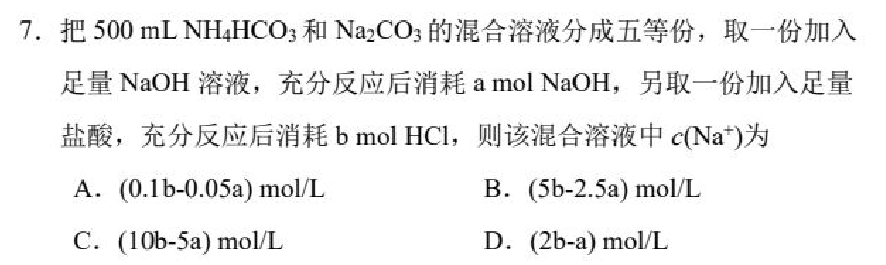 7. 把 500 mL NH₄HCO₃ 和 Na₂CO₃ 的混合溶液分成五等份，取一份加入
足量 NaOH 溶液，充分反应后消耗 a mol NaOH，另取一份加入足量
盐酸，充分反应后消耗 b mol HCl，则该混合溶液中 c(Na⁺)为
A．(0.1b-0.05a) mol/L B．(5b-2.5a) mol/L
C．(10b-5a) mol/L D．(2b-a) mol/L